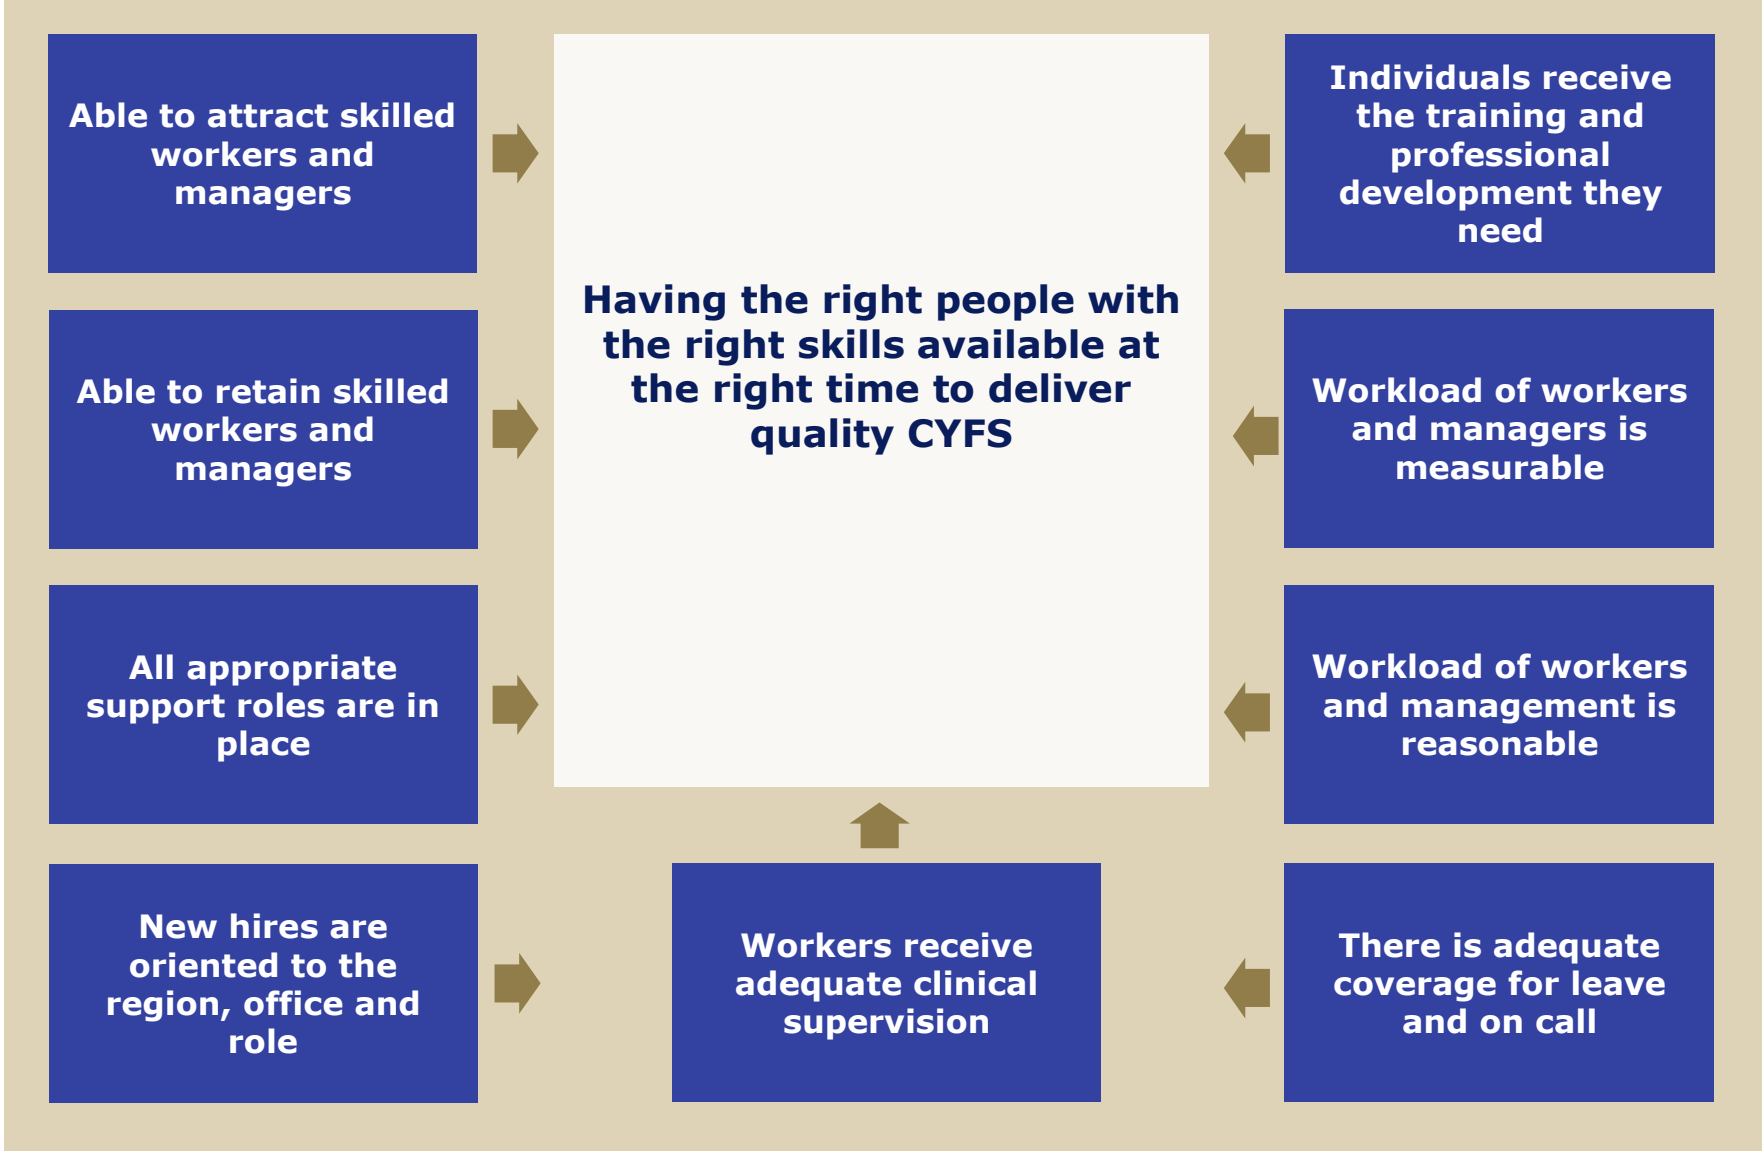 Able to attract skilled
workers and
managers
Able to retain skilled
workers and
managers
All appropriate
support roles are in
place
New hires are
oriented to the
region, office and
role
Having the right people with
the right skills available at
the right time to deliver
quality CYFS
Workers receive
adequate clinical
supervision
Individuals receive
the training and
professional
development they
need
Workload of workers
and managers is
measurable
Workload of workers
and management is
reasonable
There is adequate
coverage for leave
and on call